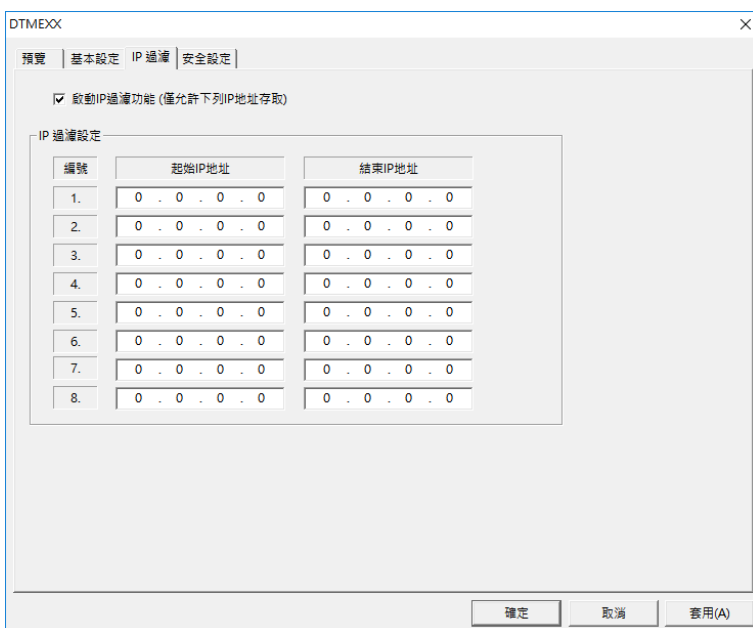 DTMEXX
預覽 基本設定 IP 過濾 安全設定
啟動IP過濾功能 (僅允許下列IP地址存取)
IP 過濾設定
編號 起始IP地址 結束IP地址
1. 0 . 0 . 0 . 0 0 . 0 . 0 . 0
2. 0 . 0 . 0 . 0 0 . 0 . 0 . 0
3. 0 . 0 . 0 . 0 0 . 0 . 0 . 0
4. 0 . 0 . 0 . 0 0 . 0 . 0 . 0
5. 0 . 0 . 0 . 0 0 . 0 . 0 . 0
6. 0 . 0 . 0 . 0 0 . 0 . 0 . 0
7. 0 . 0 . 0 . 0 0 . 0 . 0 . 0
8. 0 . 0 . 0 . 0 0 . 0 . 0 . 0
確定 取消 套用(A)